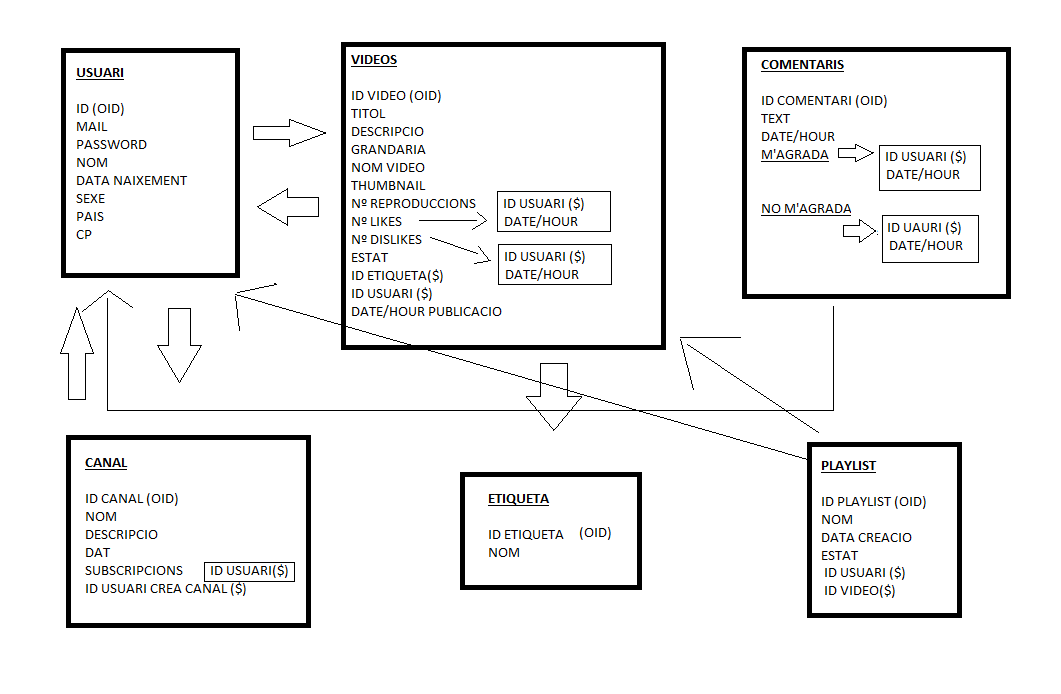 USUARI
ID (OID)
MAIL
PASSWORD
NOM
DATA NAIXEMENT
SEXE
PAIS
CP
VIDEOS
ID VIDEO (OID)
TITOL
DESCRIPCIO
GRANDARIA
NOM VIDEO
THUMBNAIL
Nº REPRODUCCIONS
Nº LIKES
ID USUARI ($)
DATE/HOUR
Nº DISLIKES
ID USUARI ($)
DATE/HOUR
ESTAT
ID ETIQUETA($)
ID USUARI ($)
DATE/HOUR PUBLICACIO
COMENTARIS
ID COMENTARI (OID)
TEXT
DATE/HOUR
M'AGRADA
ID USUARI ($)
DATE/HOUR
NO M'AGRADA
ID UAURI ($)
DATE/HOUR
CANAL
ID CANAL (OID)
NOM
DESCRIPCIO
DAT
SUBSCRIPCIONS ID USUARI($)
ID USUARI CREA CANAL ($)
ETIQUETA
ID ETIQUETA (OID)
NOM
PLAYLIST
ID PLAYLIST (OID)
NOM
DATA CREACIO
ESTAT
ID USUARI ($)
ID VIDEO($)